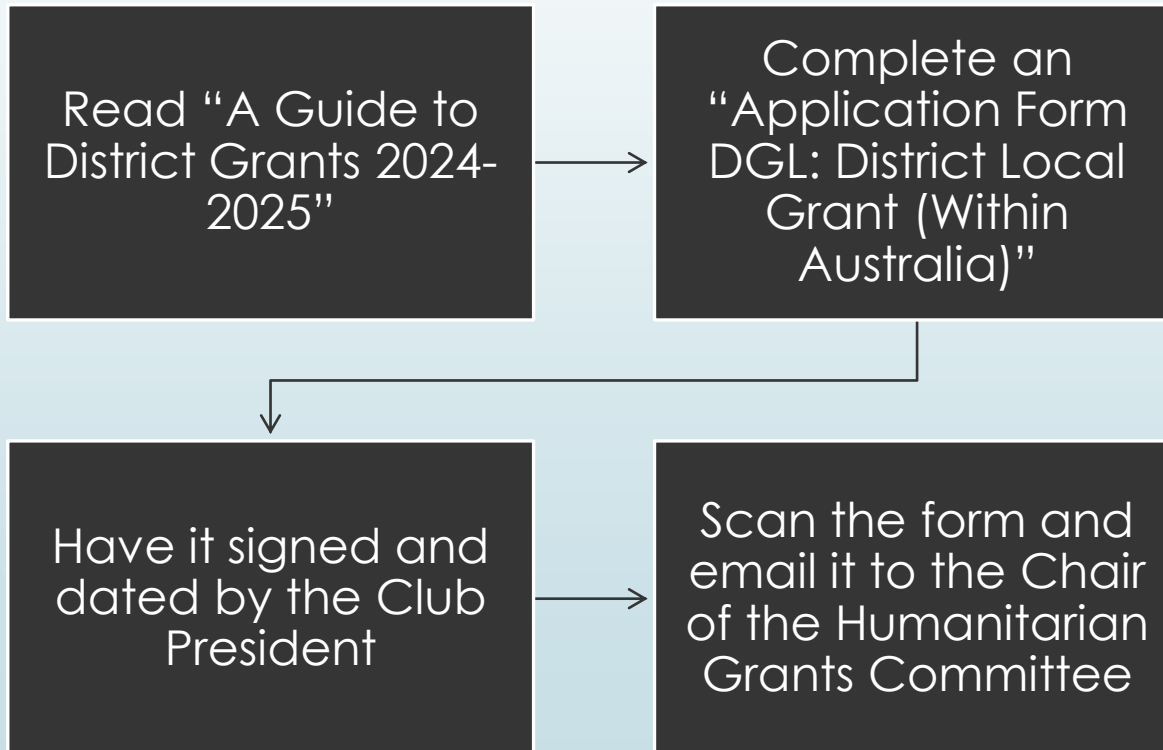 Read “A Guide to
District Grants 2024-
2025”
Complete an
“Application Form
DGL: District Local
Grant (Within
Australia)”
Have it signed and
dated by the Club
President
Scan the form and
email it to the Chair
of the Humanitarian
Grants Committee